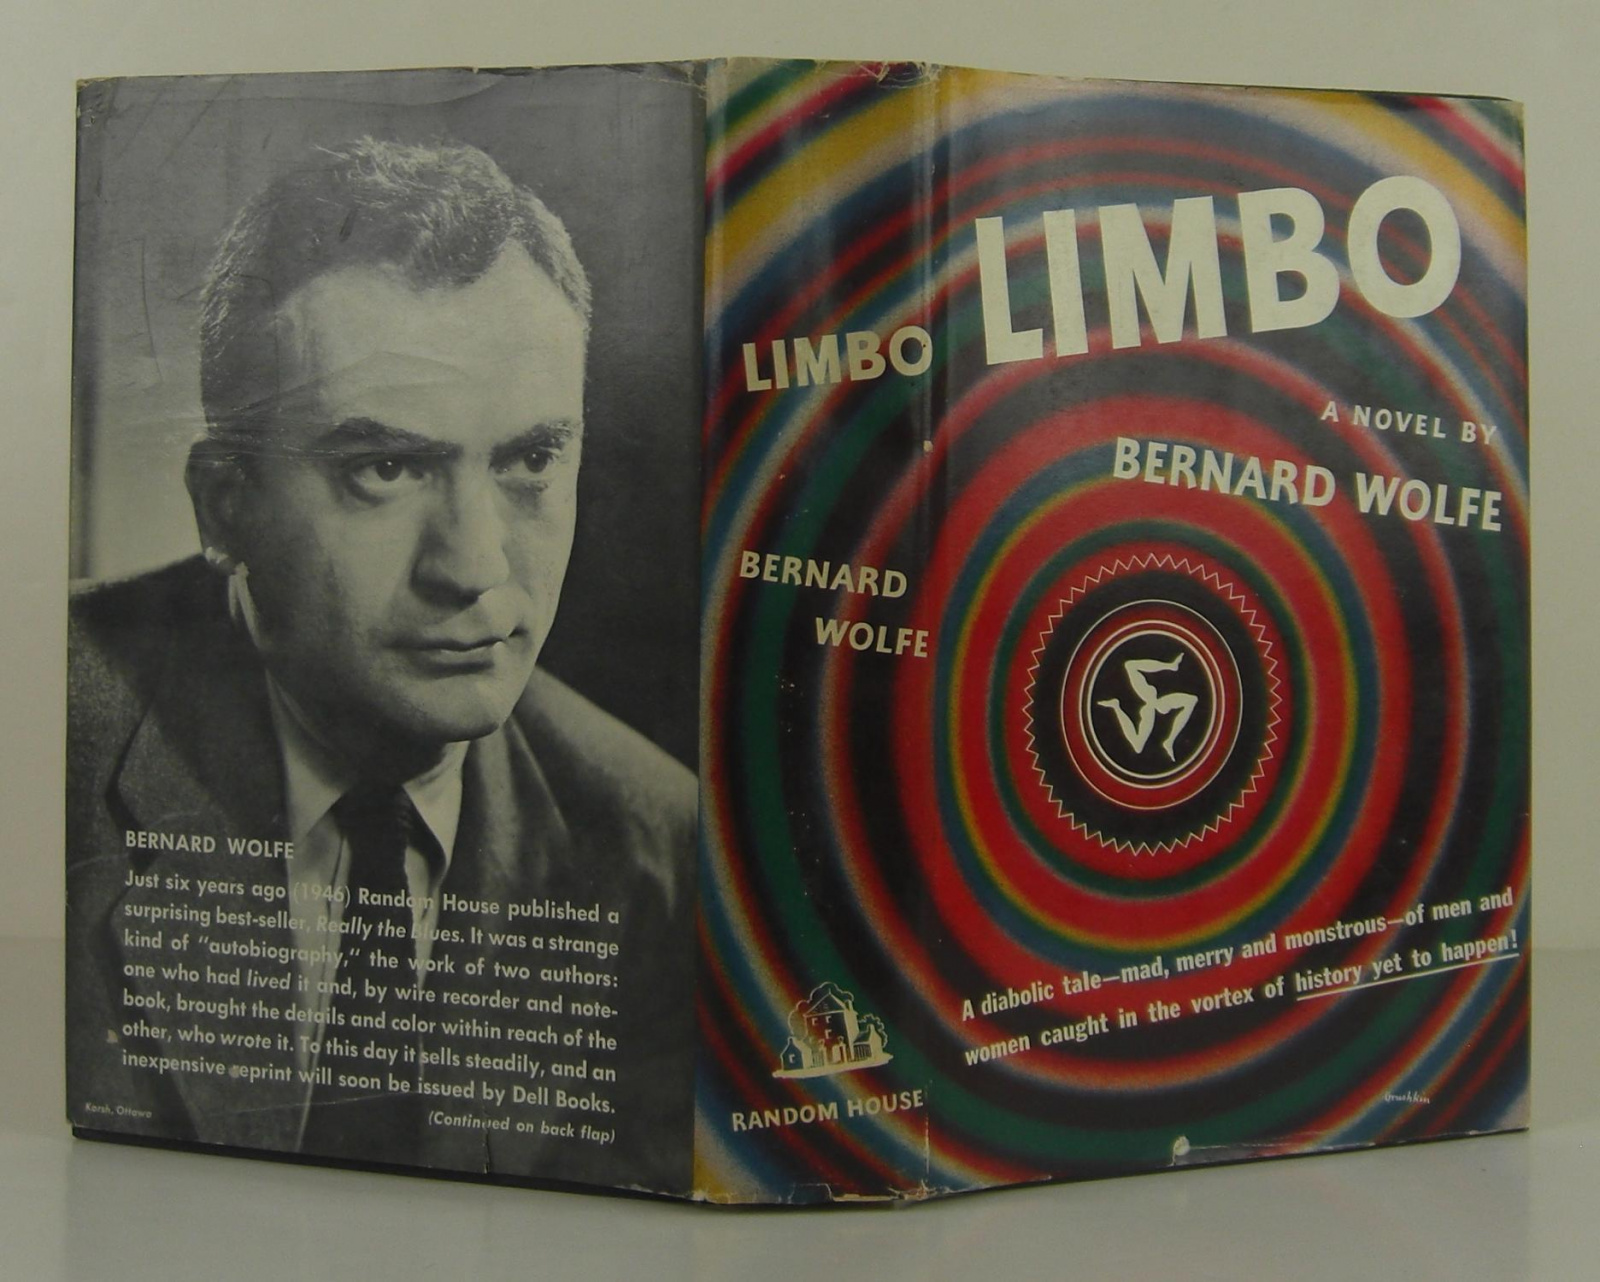 BERNARD WOLFE
Just six years ago (1946) Random House published a
surprising best-seller, Really the Blues. It was a strange
kind of “autobiography,” the work of two authors:
one who had lived it and, by wire recorder and note-
book, brought the details and color within reach of the
other, who wrote it. To this day it sells steadily, and an
inexpensive reprint will soon be issued by Dell Books.
(Continued on back flap)
Karsh, Ottawa
LIMBO
BERNARD
WOLFE
RANDOM HOUSE
LIMBO
A NOVEL BY
BERNARD WOLFE
A diabolic tale—mad, merry and monstrous—of men and
women caught in the vortex of history yet to happen!